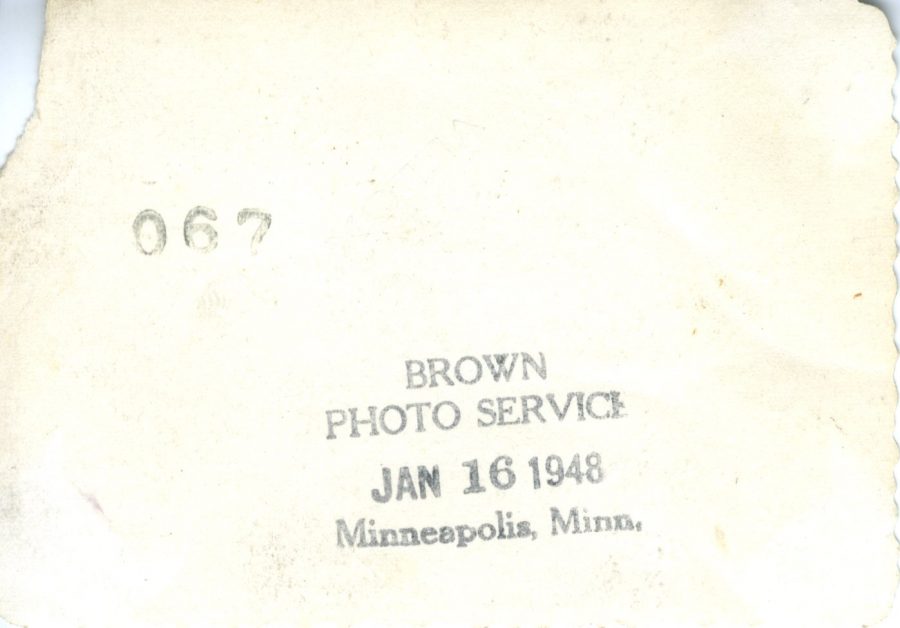 067
BROWN
PHOTO SERVICE
JAN 16 1948
Minneapolis, Minn.